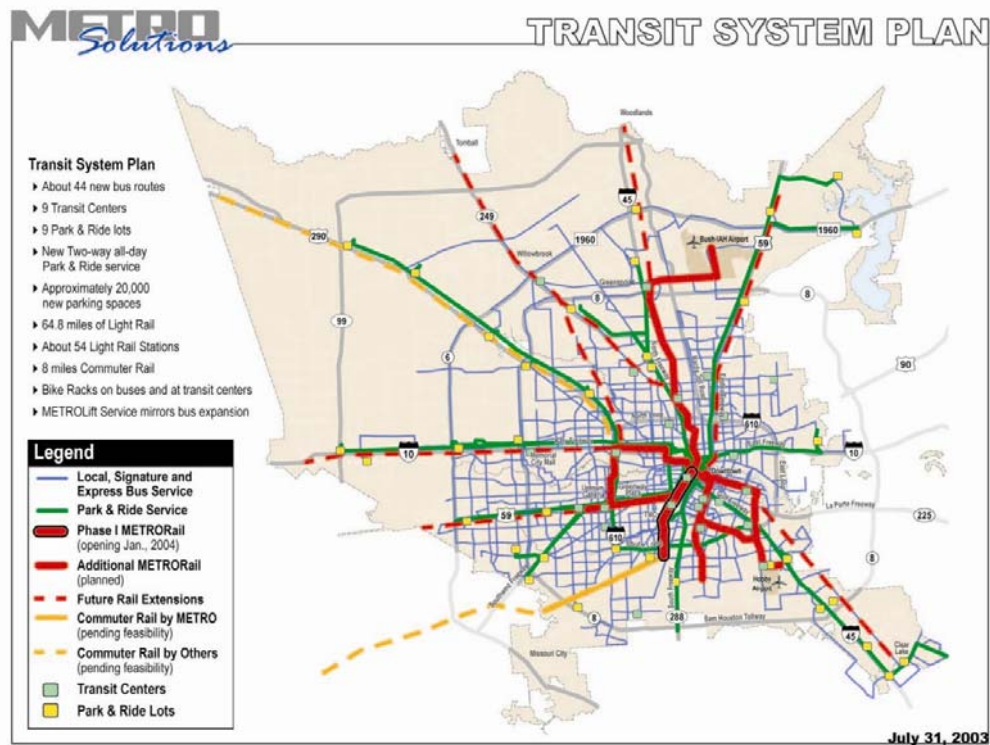 METRO
Solutions
TRANSIT SYSTEM PLAN
Transit System Plan
About 44 new bus routes
9 Transit Centers
9 Park & Ride lots
New Two-way all-day
Park & Ride service
Approximately 20,000
new parking spaces
64.8 miles of Light Rail
About 54 Light Rail Stations
8 miles Commuter Rail
Bike Racks on buses and at transit centers
METROLift Service mirrors bus expansion
Legend
Local, Signature and
Express Bus Service
Park & Ride Service
Phase I METRORail
(opening Jan., 2004)
Additional METRORail
(planned)
Future Rail Extensions
Commuter Rail by METRO
(pending feasibility)
Commuter Rail by Others
(pending feasibility)
Transit Centers
Park & Ride Lots
Woodlands
Tomball
45
249
290
1960
59
1960
Bush IAH Airport
Willowbrook
Greenspoint
8
8
99
6
90
610
10
10
Memorial
City Rail
Downtown
59
La Porte Freeway
225
610
8
Hobby
Airport
8
288
Sam Houston Tollway
45
Clear
Lake
Missouri City
July 31, 2003